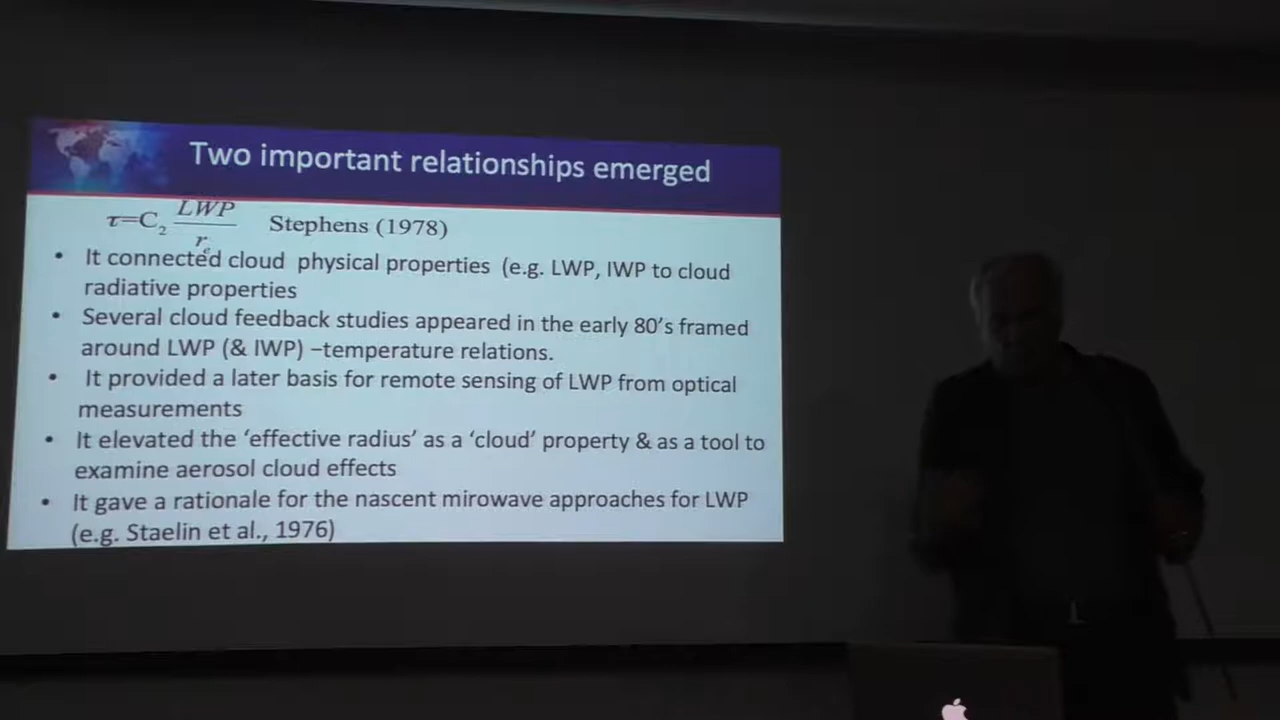 Two important relationships emerged
τ=C₂ LWP/rₑ Stephens (1978)
• It connected cloud physical properties (e.g. LWP, IWP to cloud
radiative properties
• Several cloud feedback studies appeared in the early 80's framed
around LWP (& IWP) –temperature relations.
• It provided a later basis for remote sensing of LWP from optical
measurements
• It elevated the ‘effective radius’ as a ‘cloud’ property & as a tool to
examine aerosol cloud effects
• It gave a rationale for the nascent mirowave approaches for LWP
(e.g. Staelin et al., 1976)